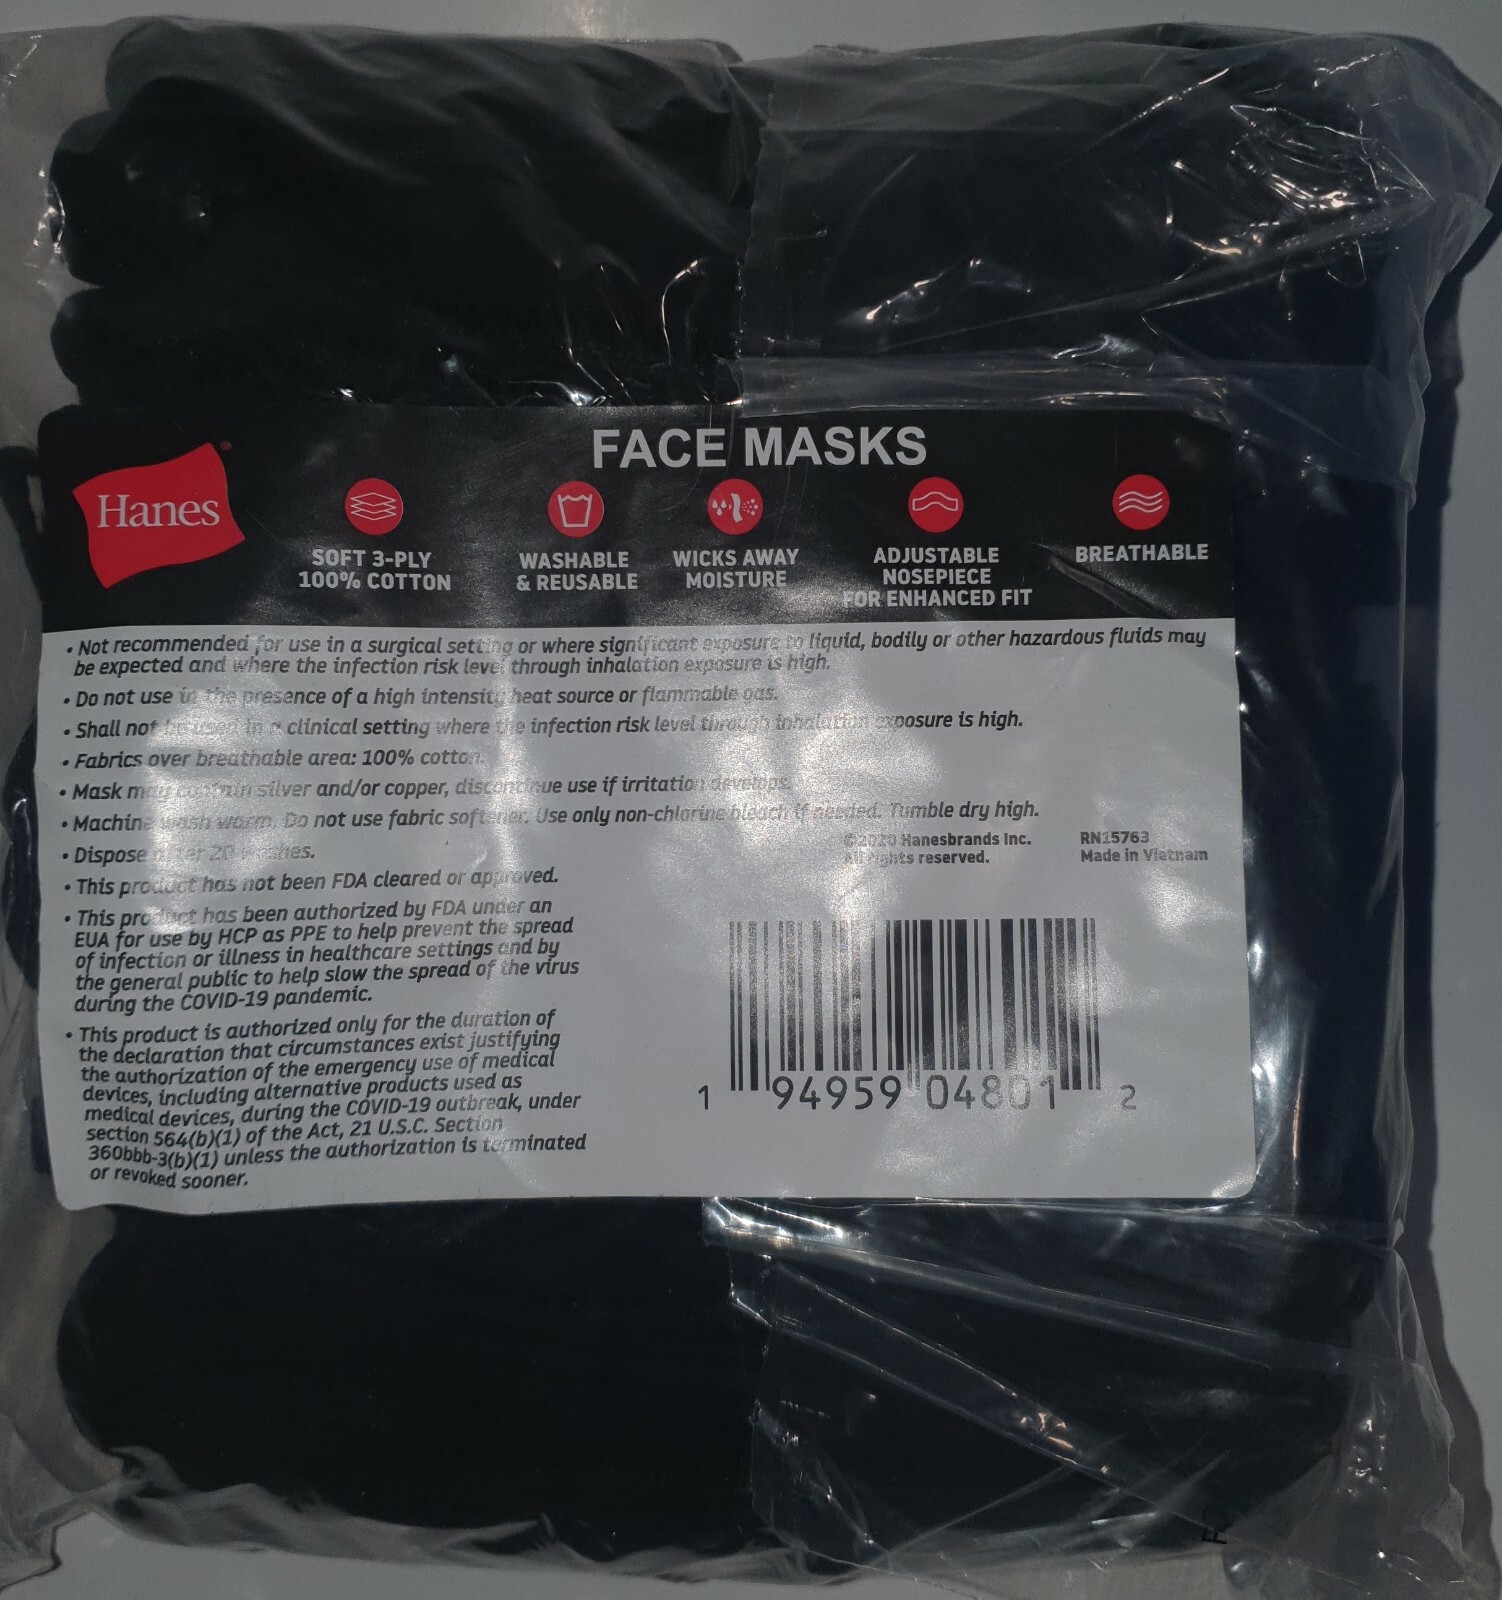 FACE MASKS
Hanes
SOFT 3-PLY
100% COTTON
WASHABLE
& REUSABLE
WICKS AWAY
MOISTURE
ADJUSTABLE
NOSEPIECE
FOR ENHANCED FIT
BREATHABLE
• Not recommended for use in a surgical setting or where significant exposure to liquid, bodily or other hazardous fluids may
be expected and where the infection risk level through inhalation exposure is high.
• Do not use in the presence of a high intensity heat source or flammable gas.
• Shall not be used in a clinical setting where the infection risk level through inhalation exposure is high.
• Fabrics over breathable area: 100% cotton.
• Mask may contain silver and/or copper, discontinue use if irritation develops.
• Machine wash warm. Do not use fabric softener. Use only non-chlorine bleach if needed. Tumble dry high.
• Dispose after 20 washes.
©2020 Hanesbrands Inc.
All rights reserved.
RN15763
Made in Vietnam
• This product has not been FDA cleared or approved.
• This product has been authorized by FDA under an
EUA for use by HCP as PPE to help prevent the spread
of infection or illness in healthcare settings and by
the general public to help slow the spread of the virus
during the COVID-19 pandemic.
• This product is authorized only for the duration of
the declaration that circumstances exist justifying
the authorization of the emergency use of medical
devices, including alternative products used as
medical devices, during the COVID-19 outbreak, under
section 564(b)(1) of the Act, 21 U.S.C. Section
360bbb-3(b)(1) unless the authorization is terminated
or revoked sooner.
1 94959 04801 2